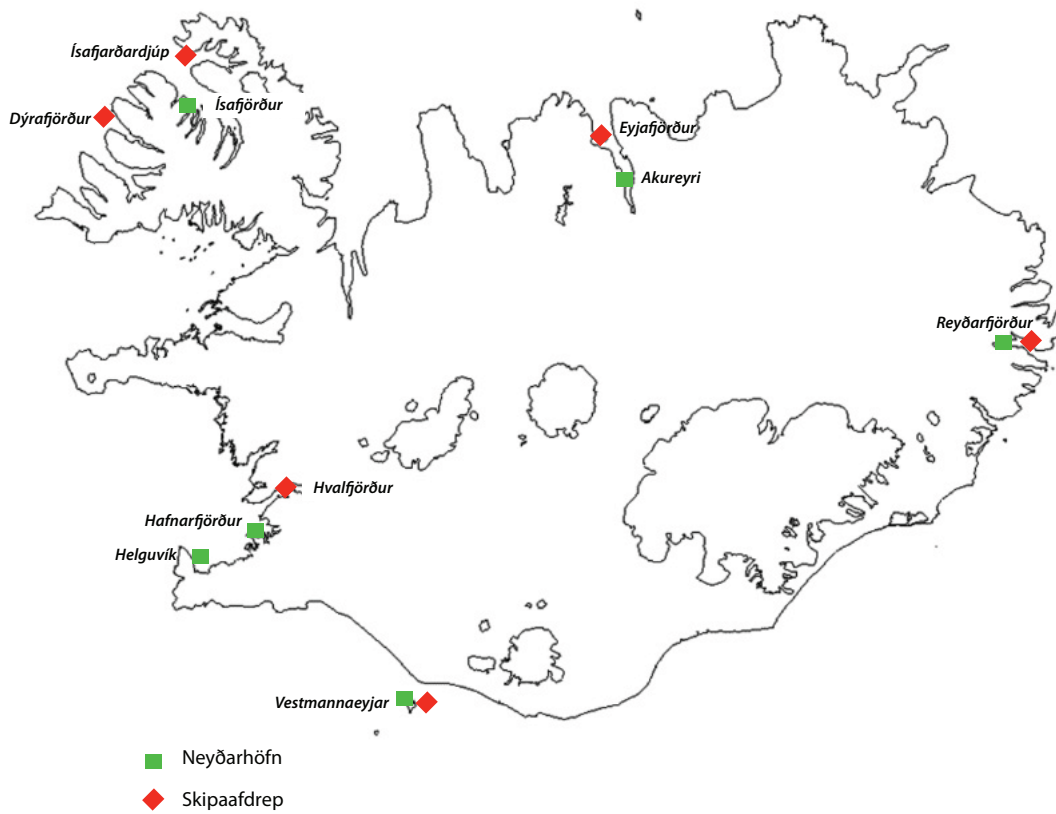 Ísafjarðardjúp
Ísafjörður
Dýrafjörður
Eyjafjörður
Akureyri
Reyðarfjörður
Hvalfjörður
Hafnarfjörður
Helguvík
Vestmannaeyjar
Neyðarhöfn
Skipaafdrep